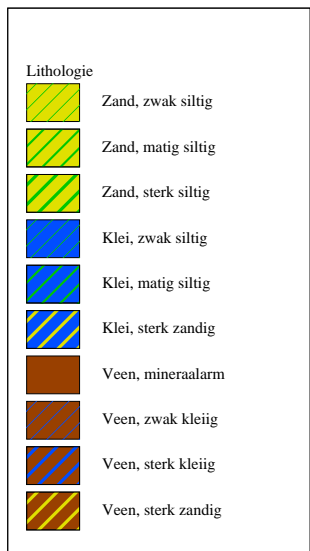 Lithologie
Zand, zwak siltig
Zand, matig siltig
Zand, sterk siltig
Klei, zwak siltig
Klei, matig siltig
Klei, sterk zandig
Veen, mineraalarm
Veen, zwak kleiig
Veen, sterk kleiig
Veen, sterk zandig